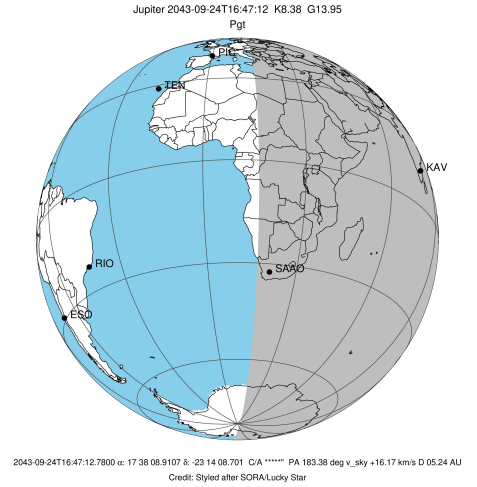 Jupiter 2043-09-24T16:47:12  K8.38  G13.95
Pgt
PIC
TEN
KAV
RIO
SAAO
ESO
2043-09-24T16:47:12.7800 α: 17 38 08.9107 δ: -23 14 08.701  C/A *****"  PA 183.38 deg v_sky +16.17 km/s D 05.24 AU
Credit: Styled after SORA/Lucky Star